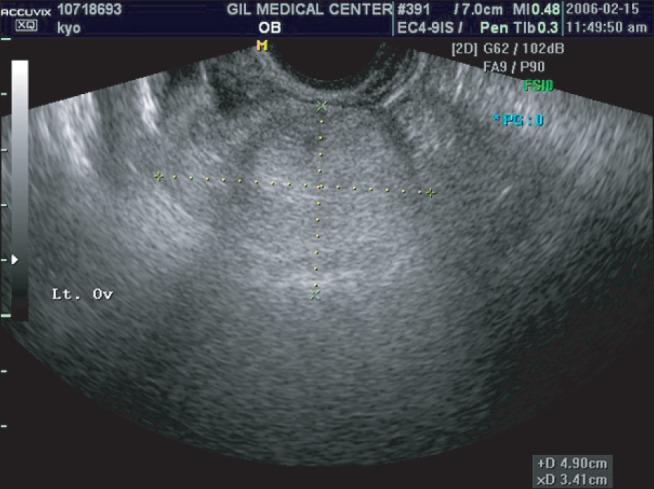 ACCUVIX 10718693 GIL MEDICAL CENTER #391 / 7.0cm MI 0.48 2006-02-15
XQ kyo OB EC4-9IS / Pen TIb 0.3 11:49:50 am
M
[2D] G62 / 102dB
FA9 / P90
FSI0
*PG:0
Lt. Ov
+D 4.90cm
xD 3.41cm